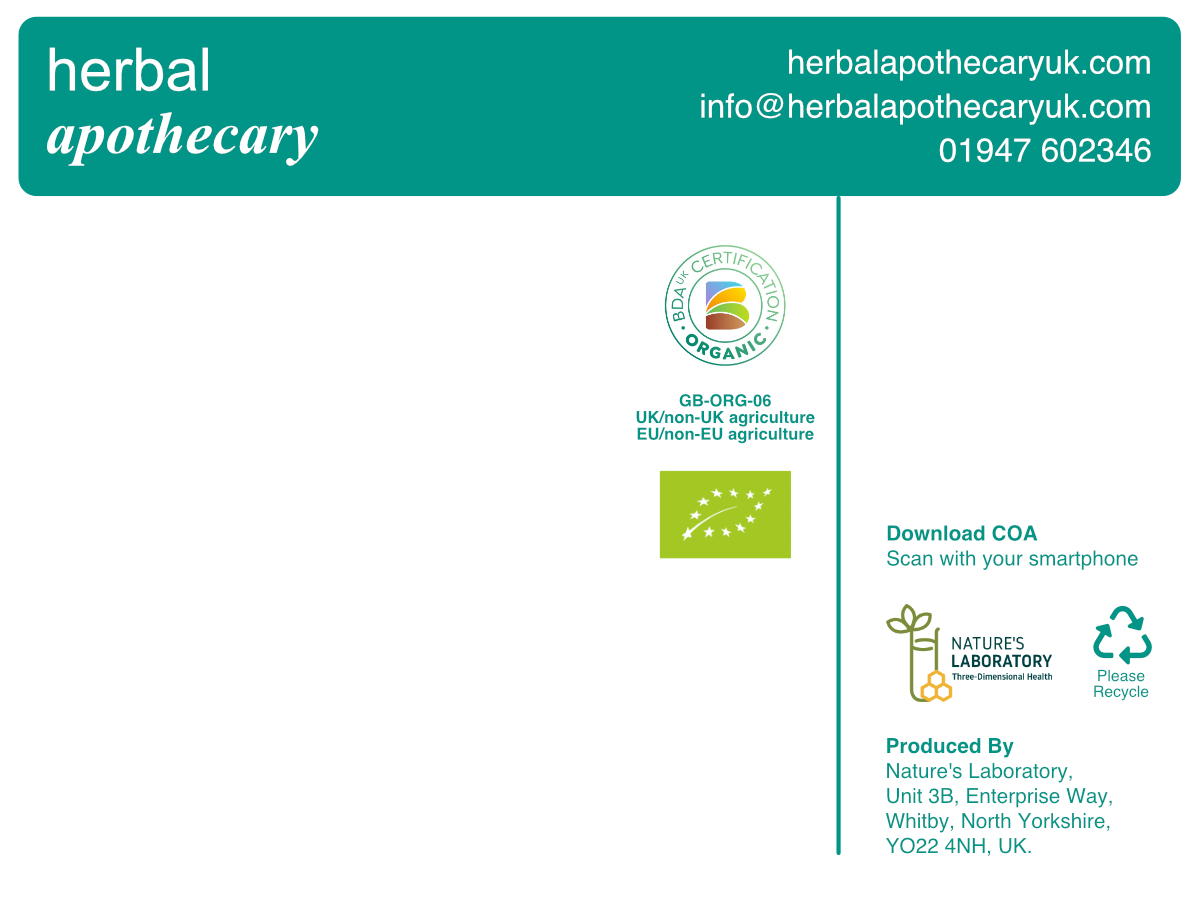 herbal
apothecary
herbalapothecaryuk.com
info@herbalapothecaryuk.com
01947 602346
BDA UK CERTIFICATION
ORGANIC
GB-ORG-06
UK/non-UK agriculture
EU/non-EU agriculture
Download COA
Scan with your smartphone
NATURE'S
LABORATORY
Three-Dimensional Health
Please
Recycle
Produced By
Nature's Laboratory,
Unit 3B, Enterprise Way,
Whitby, North Yorkshire,
YO22 4NH, UK.